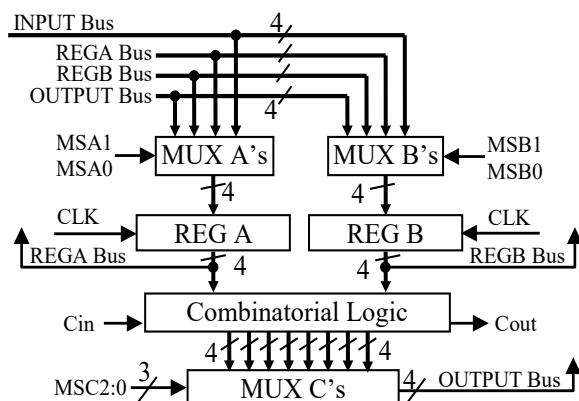 INPUT Bus 4
REGA Bus
REGB Bus
OUTPUT Bus 4
MSA1 MUX A's MUX B's MSB1
MSA0 MSB0
4 4
CLK REG A REG B CLK
REGA Bus 4 4 REGB Bus
Combinatorial Logic
Cin Cout
4 4
MSC2:0 3 MUX C's 4 OUTPUT Bus